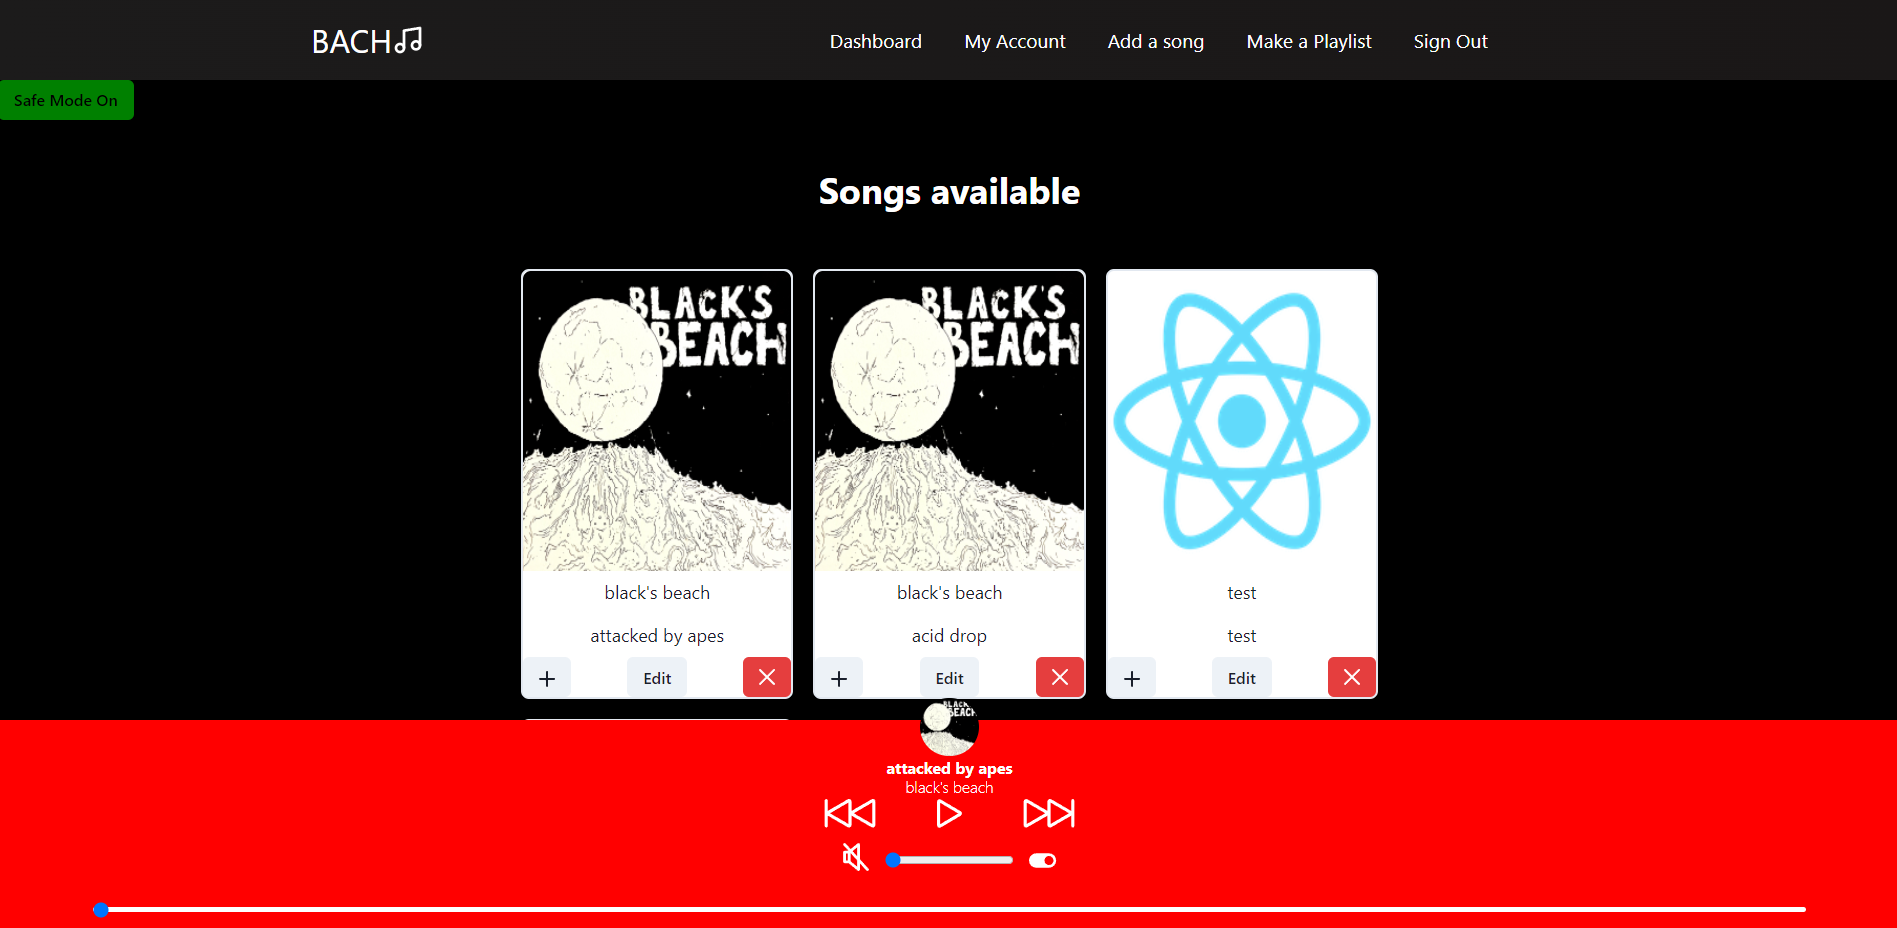 BACH
Dashboard My Account Add a song Make a Playlist Sign Out
Safe Mode On
Songs available
BLACK'S BEACH
BLACK'S BEACH
black's beach
black's beach
test
attacked by apes
acid drop
test
Edit
Edit
Edit
BLACK BEACH
attacked by apes
black's beach